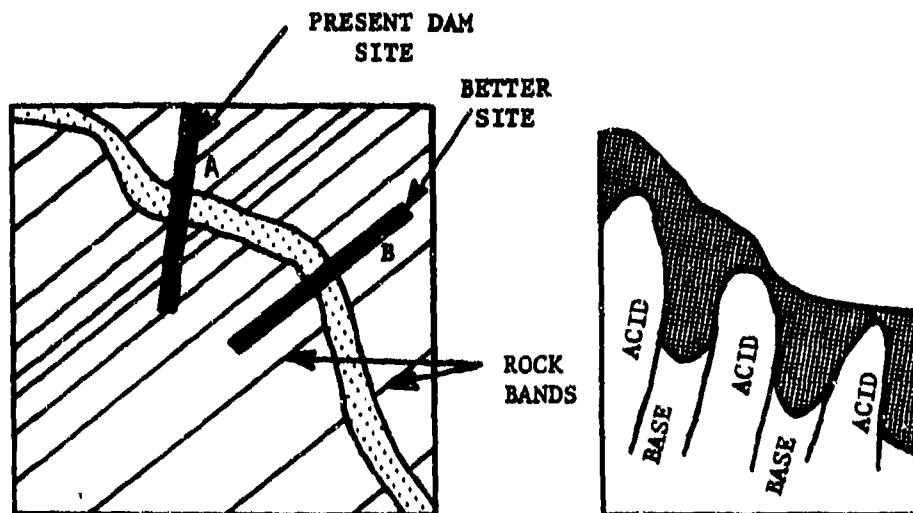 PRESENT DAM
SITE
BETTER
SITE
A
B
ROCK
BANDS
ACID
BASE
ACID
BASE
ACID